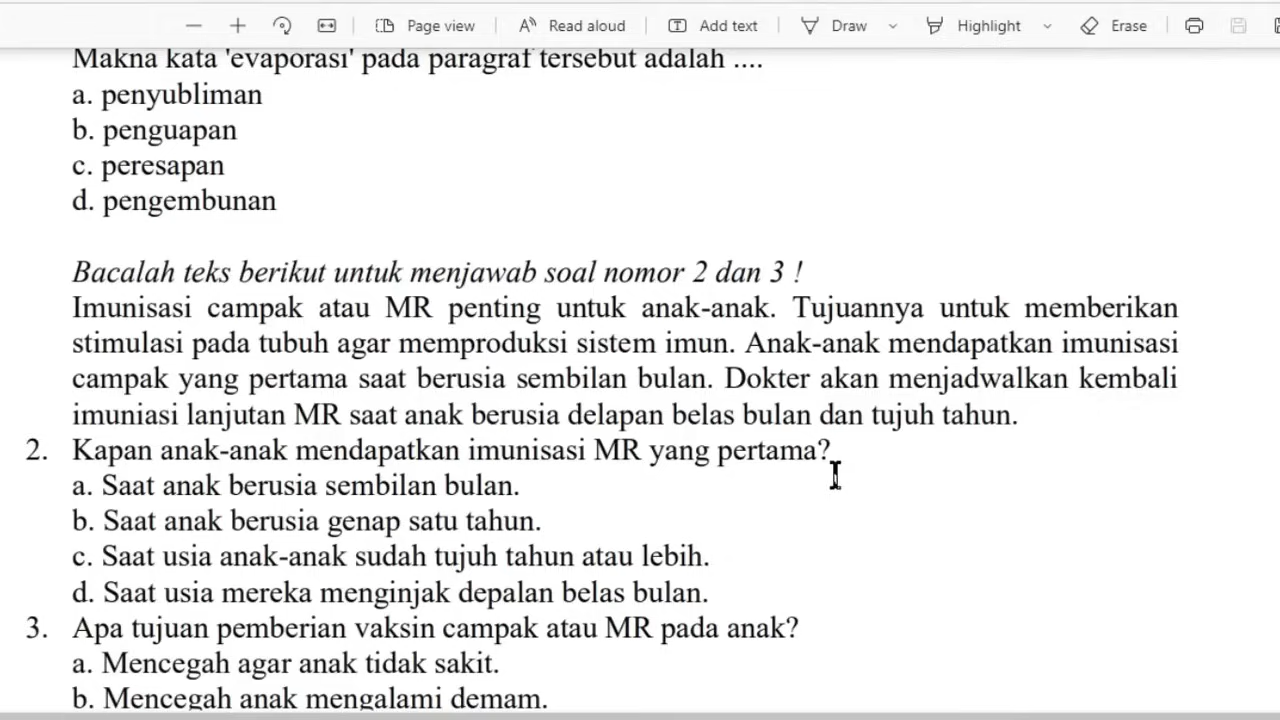 Page view
Read aloud
Add text
Draw
Highlight
Erase
Makna kata 'evaporasi' pada paragraf tersebut adalah ....
a. penyubliman
b. penguapan
c. peresapan
d. pengembunan
Bacalah teks berikut untuk menjawab soal nomor 2 dan 3 !
Imunisasi campak atau MR penting untuk anak-anak. Tujuannya untuk memberikan
stimulasi pada tubuh agar memproduksi sistem imun. Anak-anak mendapatkan imunisasi
campak yang pertama saat berusia sembilan bulan. Dokter akan menjadwalkan kembali
imuniasi lanjutan MR saat anak berusia delapan belas bulan dan tujuh tahun.
2. Kapan anak-anak mendapatkan imunisasi MR yang pertama?
a. Saat anak berusia sembilan bulan.
b. Saat anak berusia genap satu tahun.
c. Saat usia anak-anak sudah tujuh tahun atau lebih.
d. Saat usia mereka menginjak depalan belas bulan.
3. Apa tujuan pemberian vaksin campak atau MR pada anak?
a. Mencegah agar anak tidak sakit.
b. Mencegah anak mengalami demam.